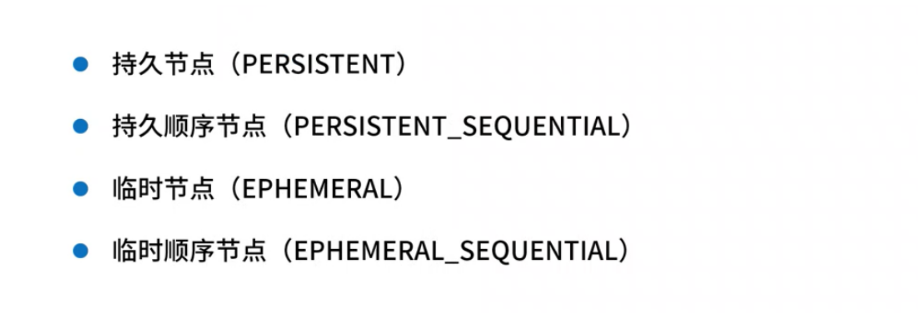 持久节点（PERSISTENT）
持久顺序节点（PERSISTENT_SEQUENTIAL）
临时节点（EPHEMERAL）
临时顺序节点（EPHEMERAL_SEQUENTIAL）